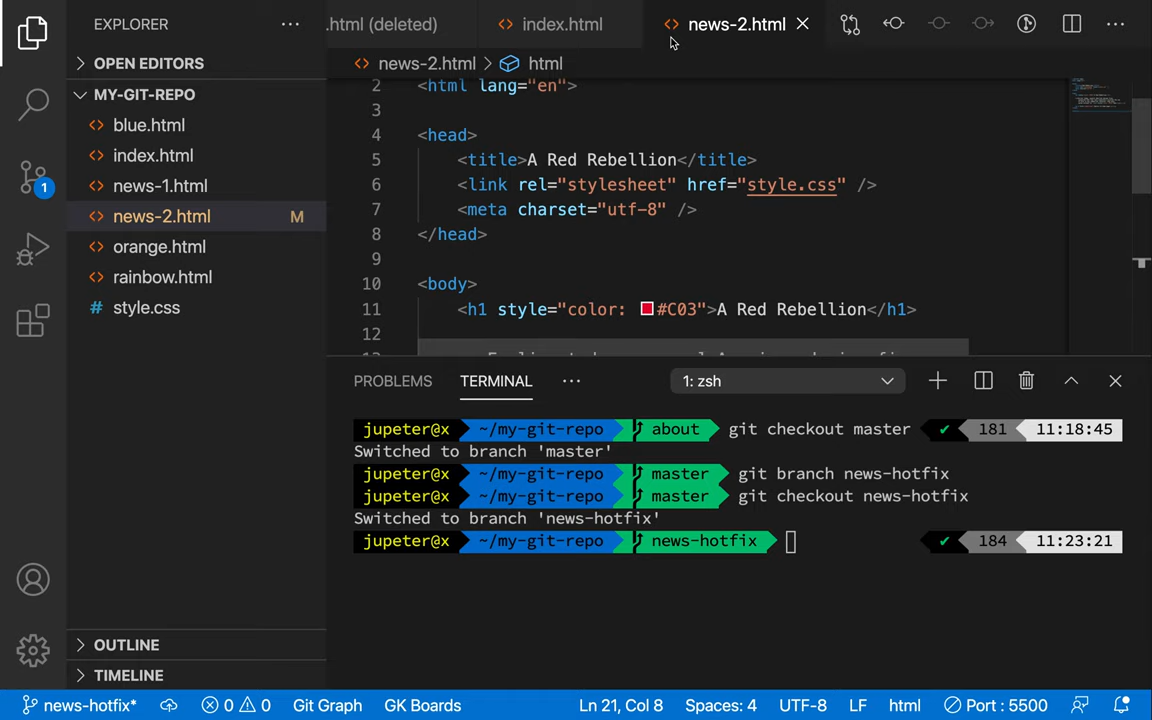 EXPLORER
.html (deleted)
index.html
news-2.html
OPEN EDITORS
news-2.html > html
MY-GIT-REPO
blue.html
index.html
news-1.html
news-2.html M
orange.html
rainbow.html
# style.css
1
2 <html lang="en">
3
4 <head>
5 <title>A Red Rebellion</title>
6 <link rel="stylesheet" href="style.css" />
7 <meta charset="utf-8" />
8 </head>
9
10 <body>
11 <h1 style="color: #C03">A Red Rebellion</h1>
12
PROBLEMS TERMINAL 1: zsh
jupeter@x ~/my-git-repo about git checkout master ✔ 181 11:18:45
Switched to branch 'master'
jupeter@x ~/my-git-repo master git branch news-hotfix
jupeter@x ~/my-git-repo master git checkout news-hotfix
Switched to branch 'news-hotfix'
jupeter@x ~/my-git-repo news-hotfix ✔ 184 11:23:21
OUTLINE
TIMELINE
news-hotfix* 0 0 Git Graph GK Boards Ln 21, Col 8 Spaces: 4 UTF-8 LF html Port : 5500